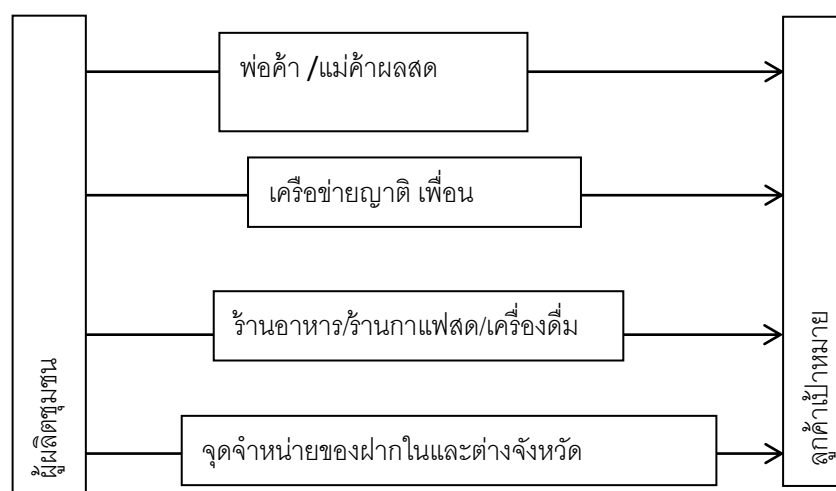 พ่อค้า /แม่ค้าผลสด
เครือข่ายญาติ เพื่อน
ร้านอาหาร/ร้านกาแฟสด/เครื่องดื่ม
จุดจำหน่ายของฝากในและต่างจังหวัด
ผู้ผลิตชุมชน
ลูกค้าเป้าหมาย